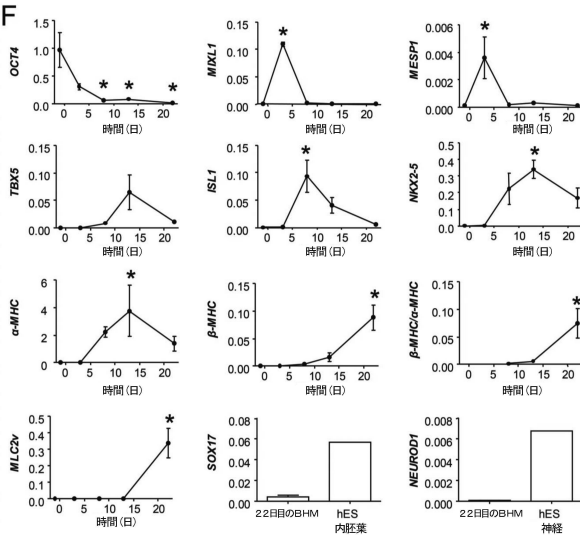 F
OCT4
1.5
1.0
0.5
0.0
*
*
*
0 5 10 15 20
時間(日)
MIXL1
0.15
0.10
0.05
0.00
*
0 5 10 15 20
時間(日)
MESP1
0.006
0.004
0.002
0.000
*
0 5 10 15 20
時間(日)
TBX5
0.15
0.10
0.05
0.00
0 5 10 15 20
時間(日)
ISL1
0.15
0.10
0.05
0.00
*
0 5 10 15 20
時間(日)
NKX2-5
0.5
0.4
0.3
0.2
0.1
0.0
*
0 5 10 15 20
時間(日)
α-MHC
6
4
2
0
*
0 5 10 15 20
時間(日)
β-MHC
0.15
0.10
0.05
0.00
*
0 5 10 15 20
時間(日)
β-MHC/α-MHC
0.15
0.10
0.05
0.00
*
0 5 10 15 20
時間(日)
MLC2v
0.5
0.4
0.3
0.2
0.1
0.0
*
0 5 10 15 20
時間(日)
SOX17
0.08
0.06
0.04
0.02
0.00
22日目のBHM
hES
内胚葉
NEUROD1
0.008
0.006
0.004
0.002
0.000
22日目のBHM
hES
神経